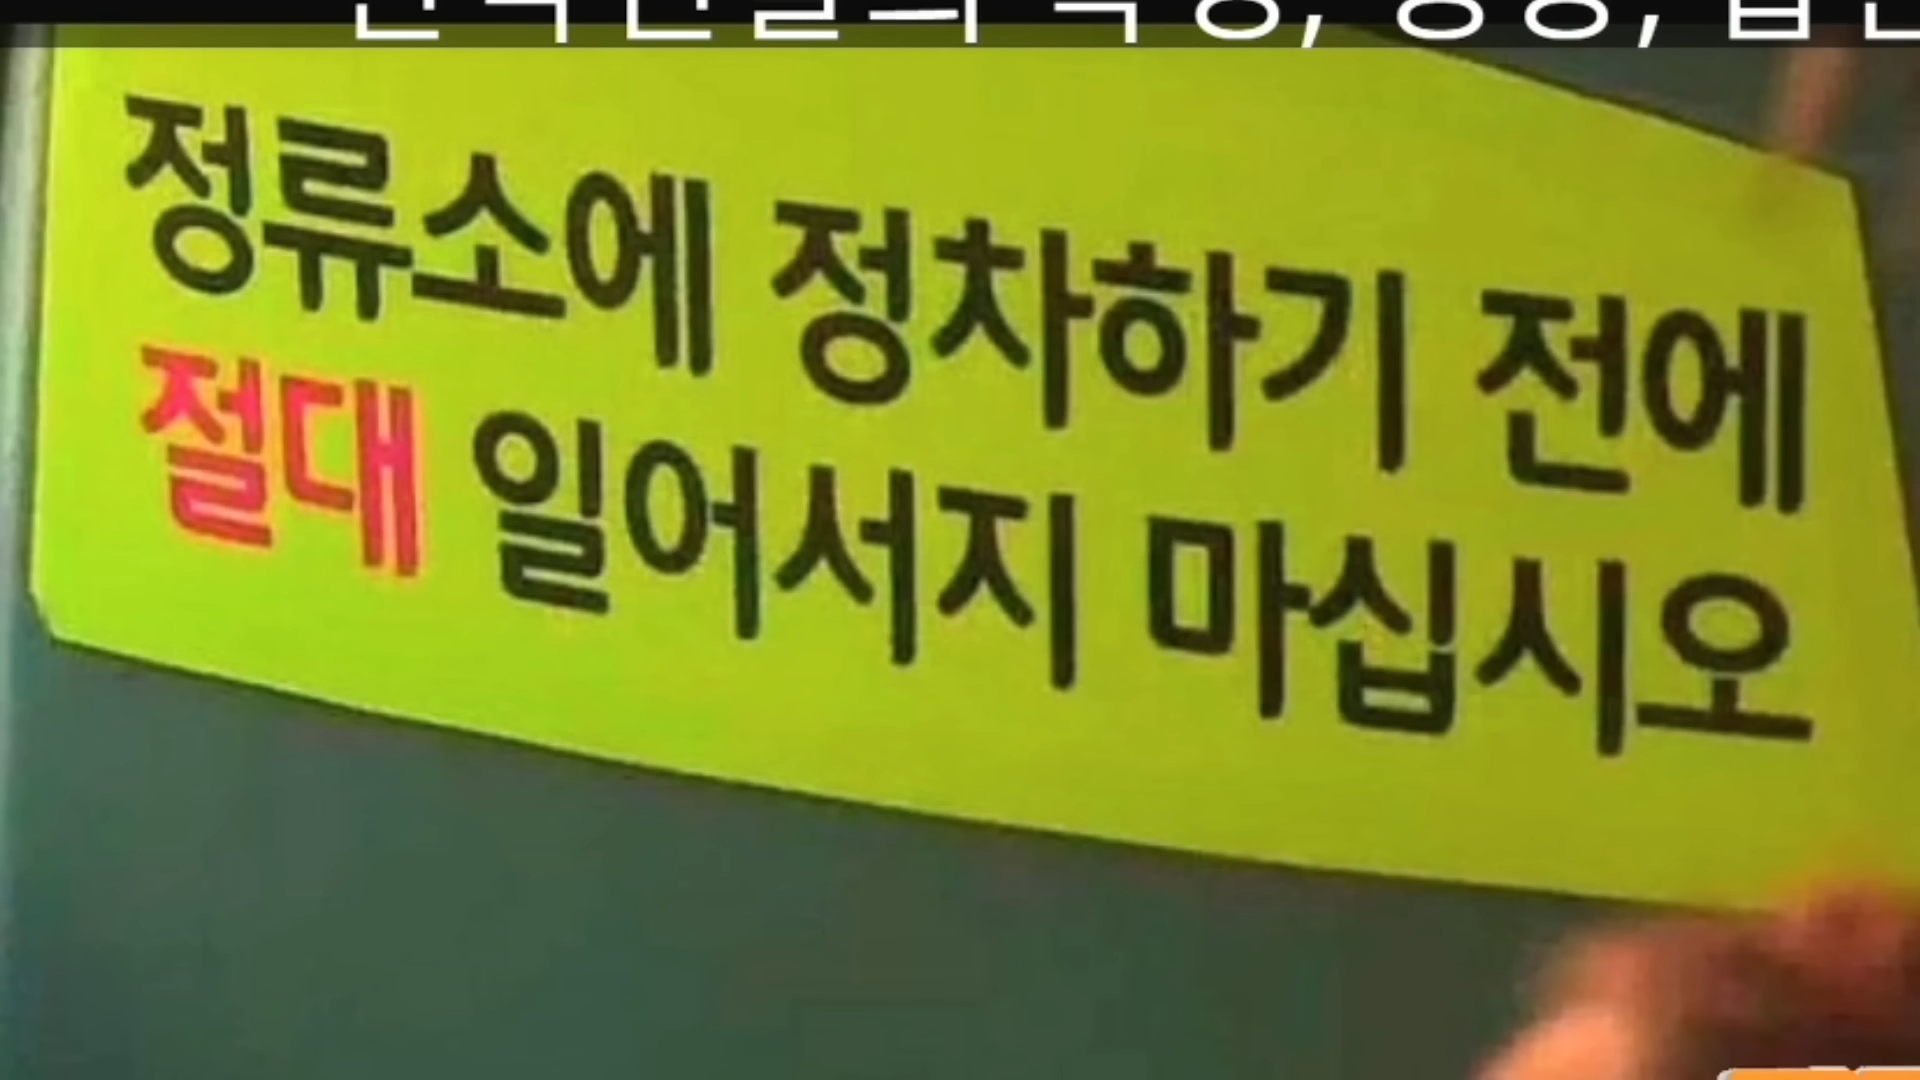 정류소에 정차하기 전에
절대 일어서지 마십시오